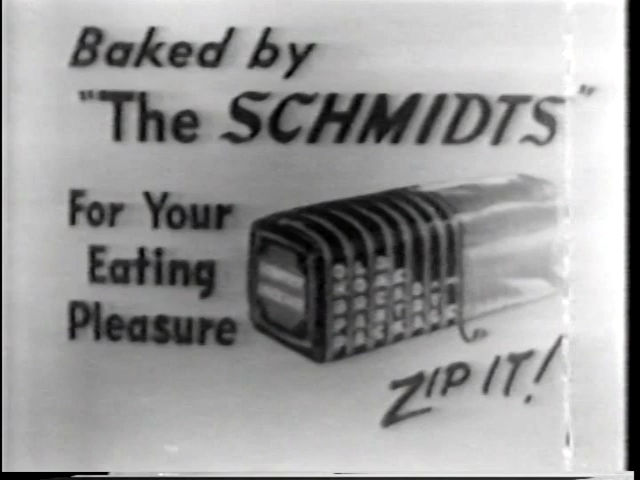 Baked by
"The SCHMIDTS"
For Your
Eating
Pleasure
ZIP IT!